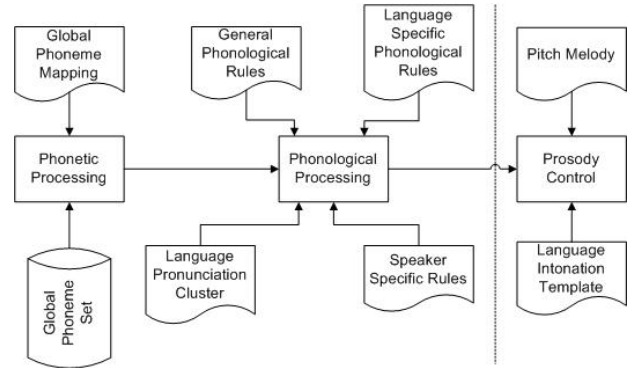 Global
Phoneme
Mapping
General
Phonological
Rules
Language
Specific
Phonological
Rules
Pitch Melody
Phonetic
Processing
Phonological
Processing
Prosody
Control
Global
Phoneme
Set
Language
Pronunciation
Cluster
Speaker
Specific Rules
Language
Intonation
Template